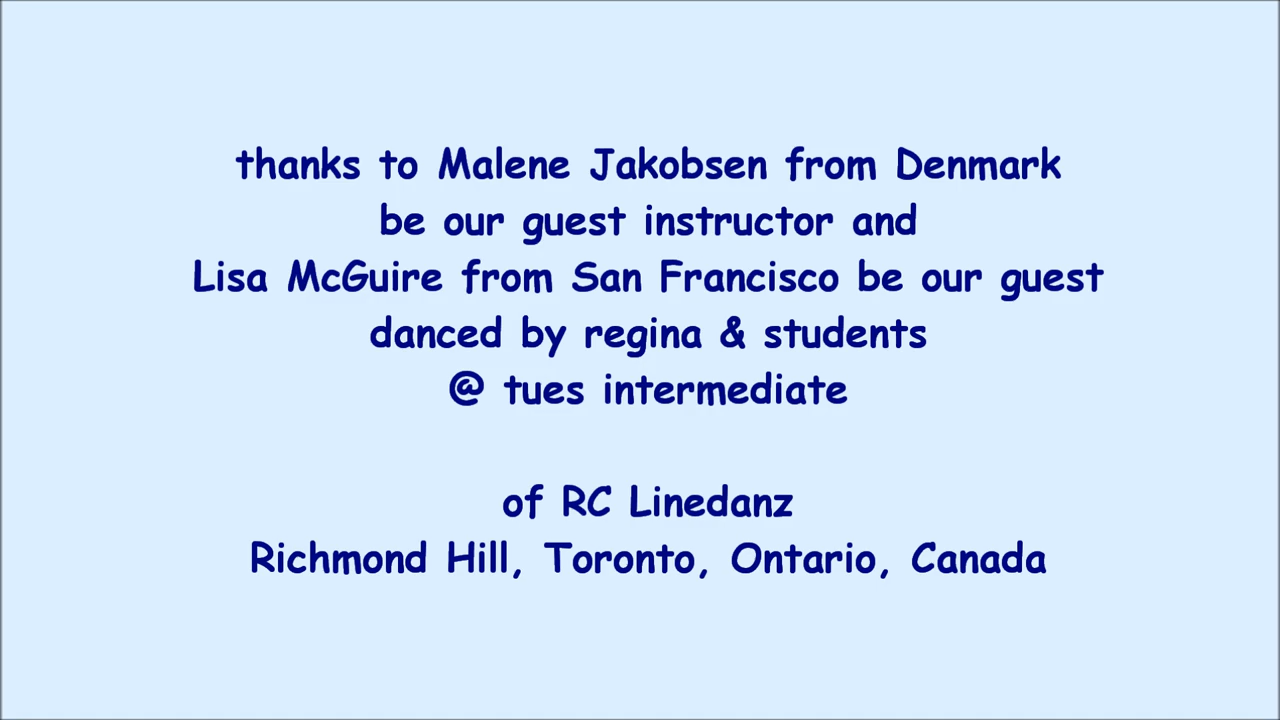 thanks to Malene Jakobsen from Denmark
be our guest instructor and
Lisa McGuire from San Francisco be our guest
danced by regina & students
@ tues intermediate
of RC Linedanz
Richmond Hill, Toronto, Ontario, Canada